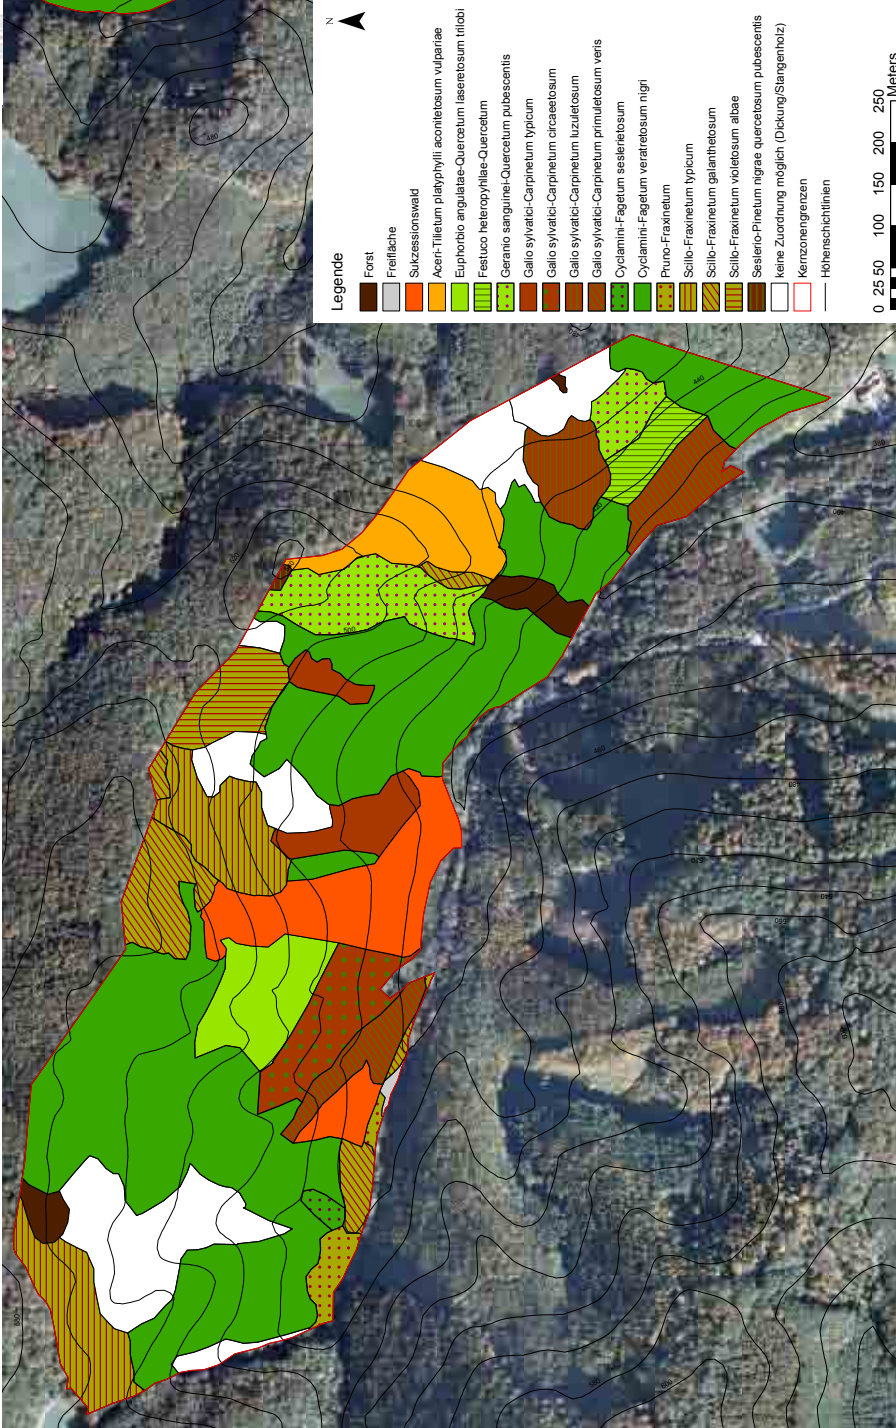 N
Legende
Forst
Freifläche
Sukzessionswald
Aceri-Tilietum platyphylli aconitetosum vulpariae
Euphorbio angulatae-Quercetum laseretosum trilobi
Festuco heteropyhllae-Quercetum
Geranio sanguinei-Quercetum pubescentis
Galio sylvatici-Carpinetum typicum
Galio sylvatici-Carpinetum circaeetosum
Galio sylvatici-Carpinetum luzuletosum
Galio sylvatici-Carpinetum primuletosum veris
Cyclamini-Fagetum seslerietosum
Cyclamini-Fagetum veratretosum nigri
Pruno-Fraxinetum
Scillo-Fraxinetum typicum
Scillo-Fraxinetum galanthetosum
Scillo-Fraxinetum violetosum albae
Seslerio-Pinetum nigrae quercetosum pubescentis
keine Zuordnung möglich (Dickung/Stangenholz)
Kernzonengrenzen
Höhenschichtlinien
0 25 50 100 150 200 250
Meters
480
500
440
460